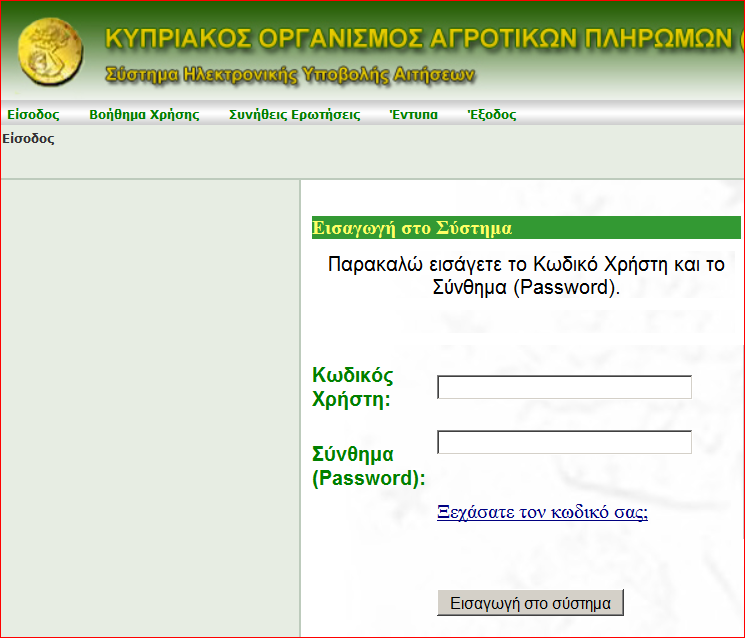 ΚΥΠΡΙΑΚΟΣ ΟΡΓΑΝΙΣΜΟΣ ΑΓΡΟΤΙΚΩΝ ΠΛΗΡΩΜΩΝ (
Σύστημα Ηλεκτρονικής Υποβολής Αιτήσεων
Είσοδος Βοήθημα Χρήσης Συνήθεις Ερωτήσεις Έντυπα Έξοδος
Είσοδος
Εισαγωγή στο Σύστημα
Παρακαλώ εισάγετε το Κωδικό Χρήστη και το
Σύνθημα (Password).
Κωδικός
Χρήστη:
Σύνθημα
(Password):
Ξεχάσατε τον κωδικό σας;
Εισαγωγή στο σύστημα